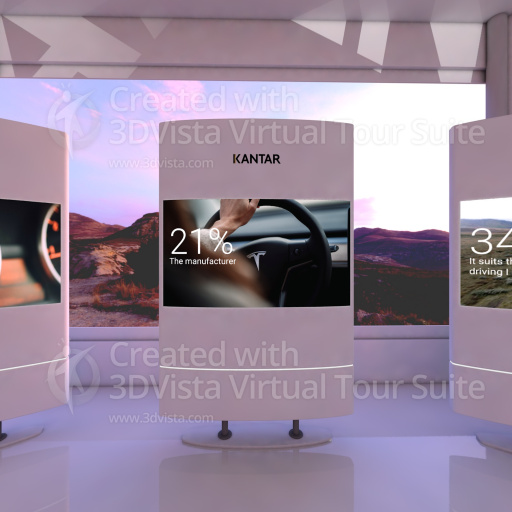 Created with
3DVista Virtual Tour Suite
www.3dvista.com
KANTAR
21%
The manufacturer
34
It suits th
driving l
Created with
3DVista Virtual Tour Suite
www.3dvista.com